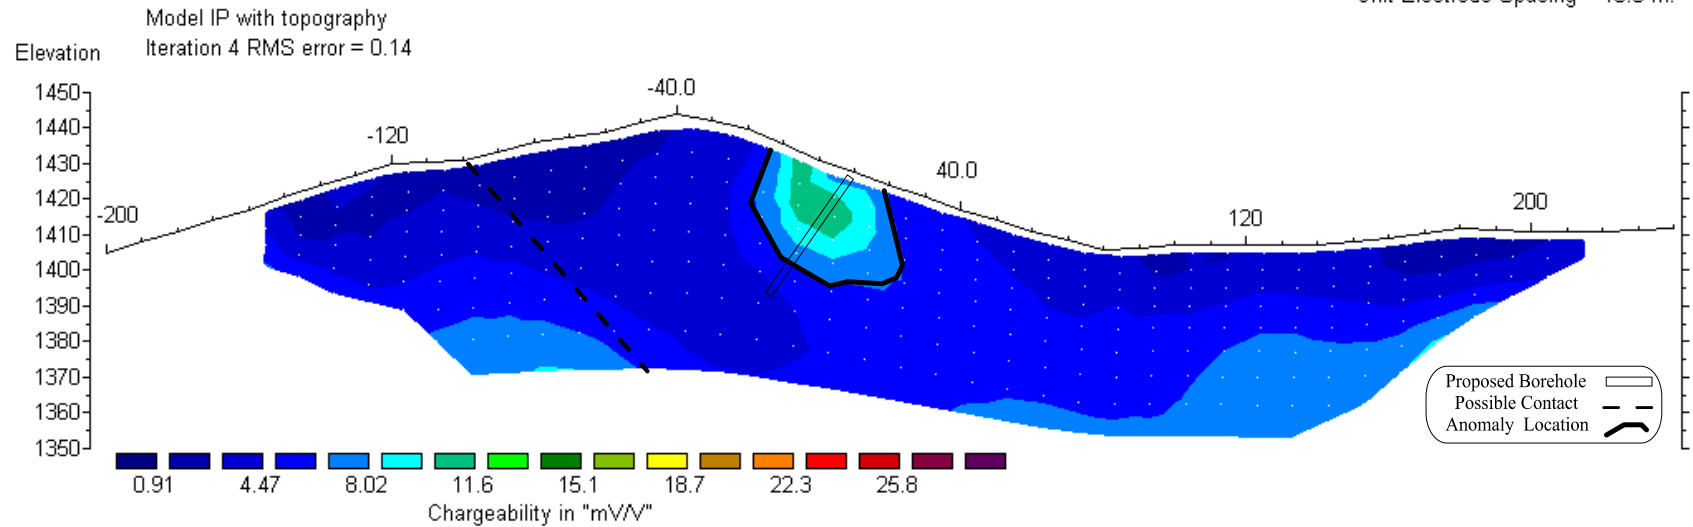 Model IP with topography
Iteration 4 RMS error = 0.14
Elevation
1450
1440
1430
1420
1410
1400
1390
1380
1370
1360
1350
-200
-120
-40.0
40.0
120
200
Proposed Borehole
Possible Contact
Anomaly Location
0.91 4.47 8.02 11.6 15.1 18.7 22.3 25.8
Chargeability in "mV/V"